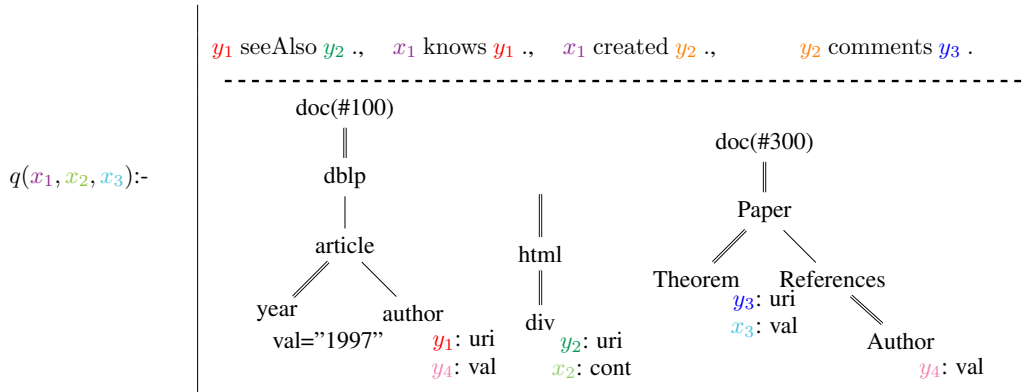 y₁ seeAlso y₂ ., x₁ knows y₁ ., x₁ created y₂ ., y₂ comments y₃ .
q(x₁, x₂, x₃):-
doc(#100)
dblp
article
year
val=”1997”
author
y₁: uri
y₄: val
html
div
y₂: uri
x₂: cont
doc(#300)
Paper
Theorem
y₃: uri
x₃: val
References
Author
y₄: val